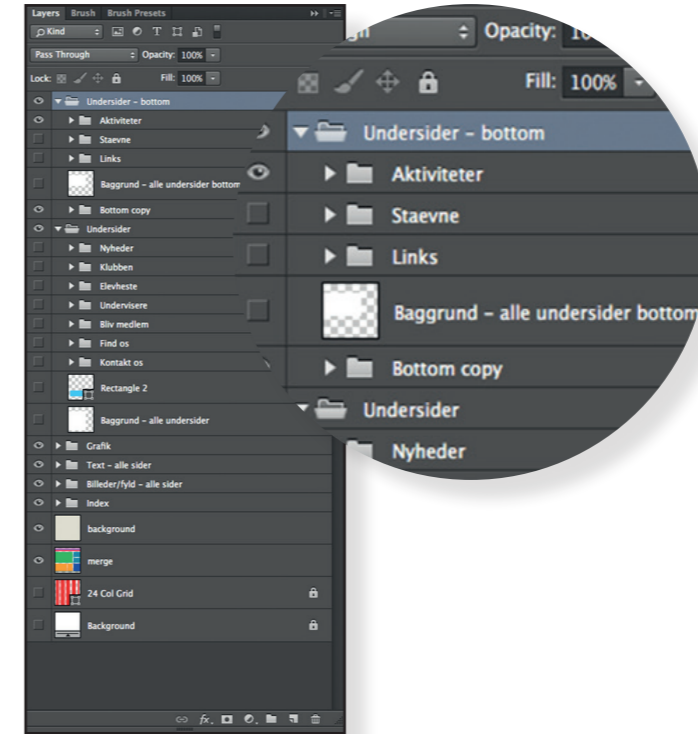 Layers Brush Brush Presets
Kind
Pass Through Opacity: 100%
Lock: Fill: 100%
Undersider - bottom
Aktiviteter
Staevne
Links
Baggrund - alle undersider bottom
Bottom copy
Undersider
Nyheder
Klubben
Elevheste
Undervisere
Bliv medlem
Find os
Kontakt os
Rectangle 2
Baggrund - alle undersider
Grafik
Text - alle sider
Billeder/fyld - alle sider
Index
background
merge
24 Col Grid
Background
fx.
Opacity:
Fill: 100%
Undersider - bottom
Aktiviteter
Staevne
Links
Baggrund - alle undersider bottom
Bottom copy
Undersider
Nyheder